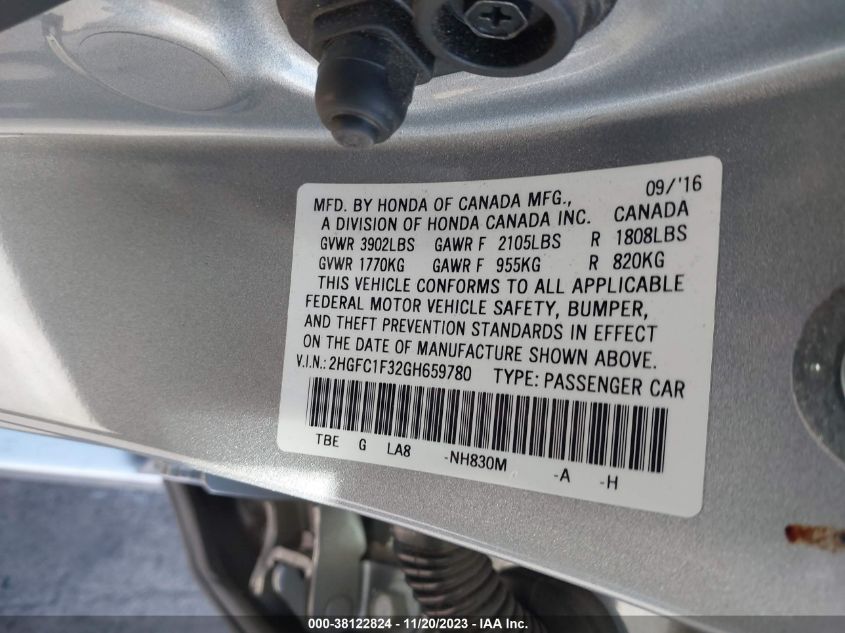 09/'16
MFD. BY HONDA OF CANADA MFG.,
A DIVISION OF HONDA CANADA INC. CANADA
GVWR 3902LBS GAWR F 2105LBS R 1808LBS
GVWR 1770KG GAWR F 955KG R 820KG
THIS VEHICLE CONFORMS TO ALL APPLICABLE
FEDERAL MOTOR VEHICLE SAFETY, BUMPER,
AND THEFT PREVENTION STANDARDS IN EFFECT
ON THE DATE OF MANUFACTURE SHOWN ABOVE.
V.I.N.: 2HGFC1F32GH659780 TYPE: PASSENGER CAR
TBE G LA8 -NH830M -A -H
000-38122824 - 11/20/2023 - IAA Inc.